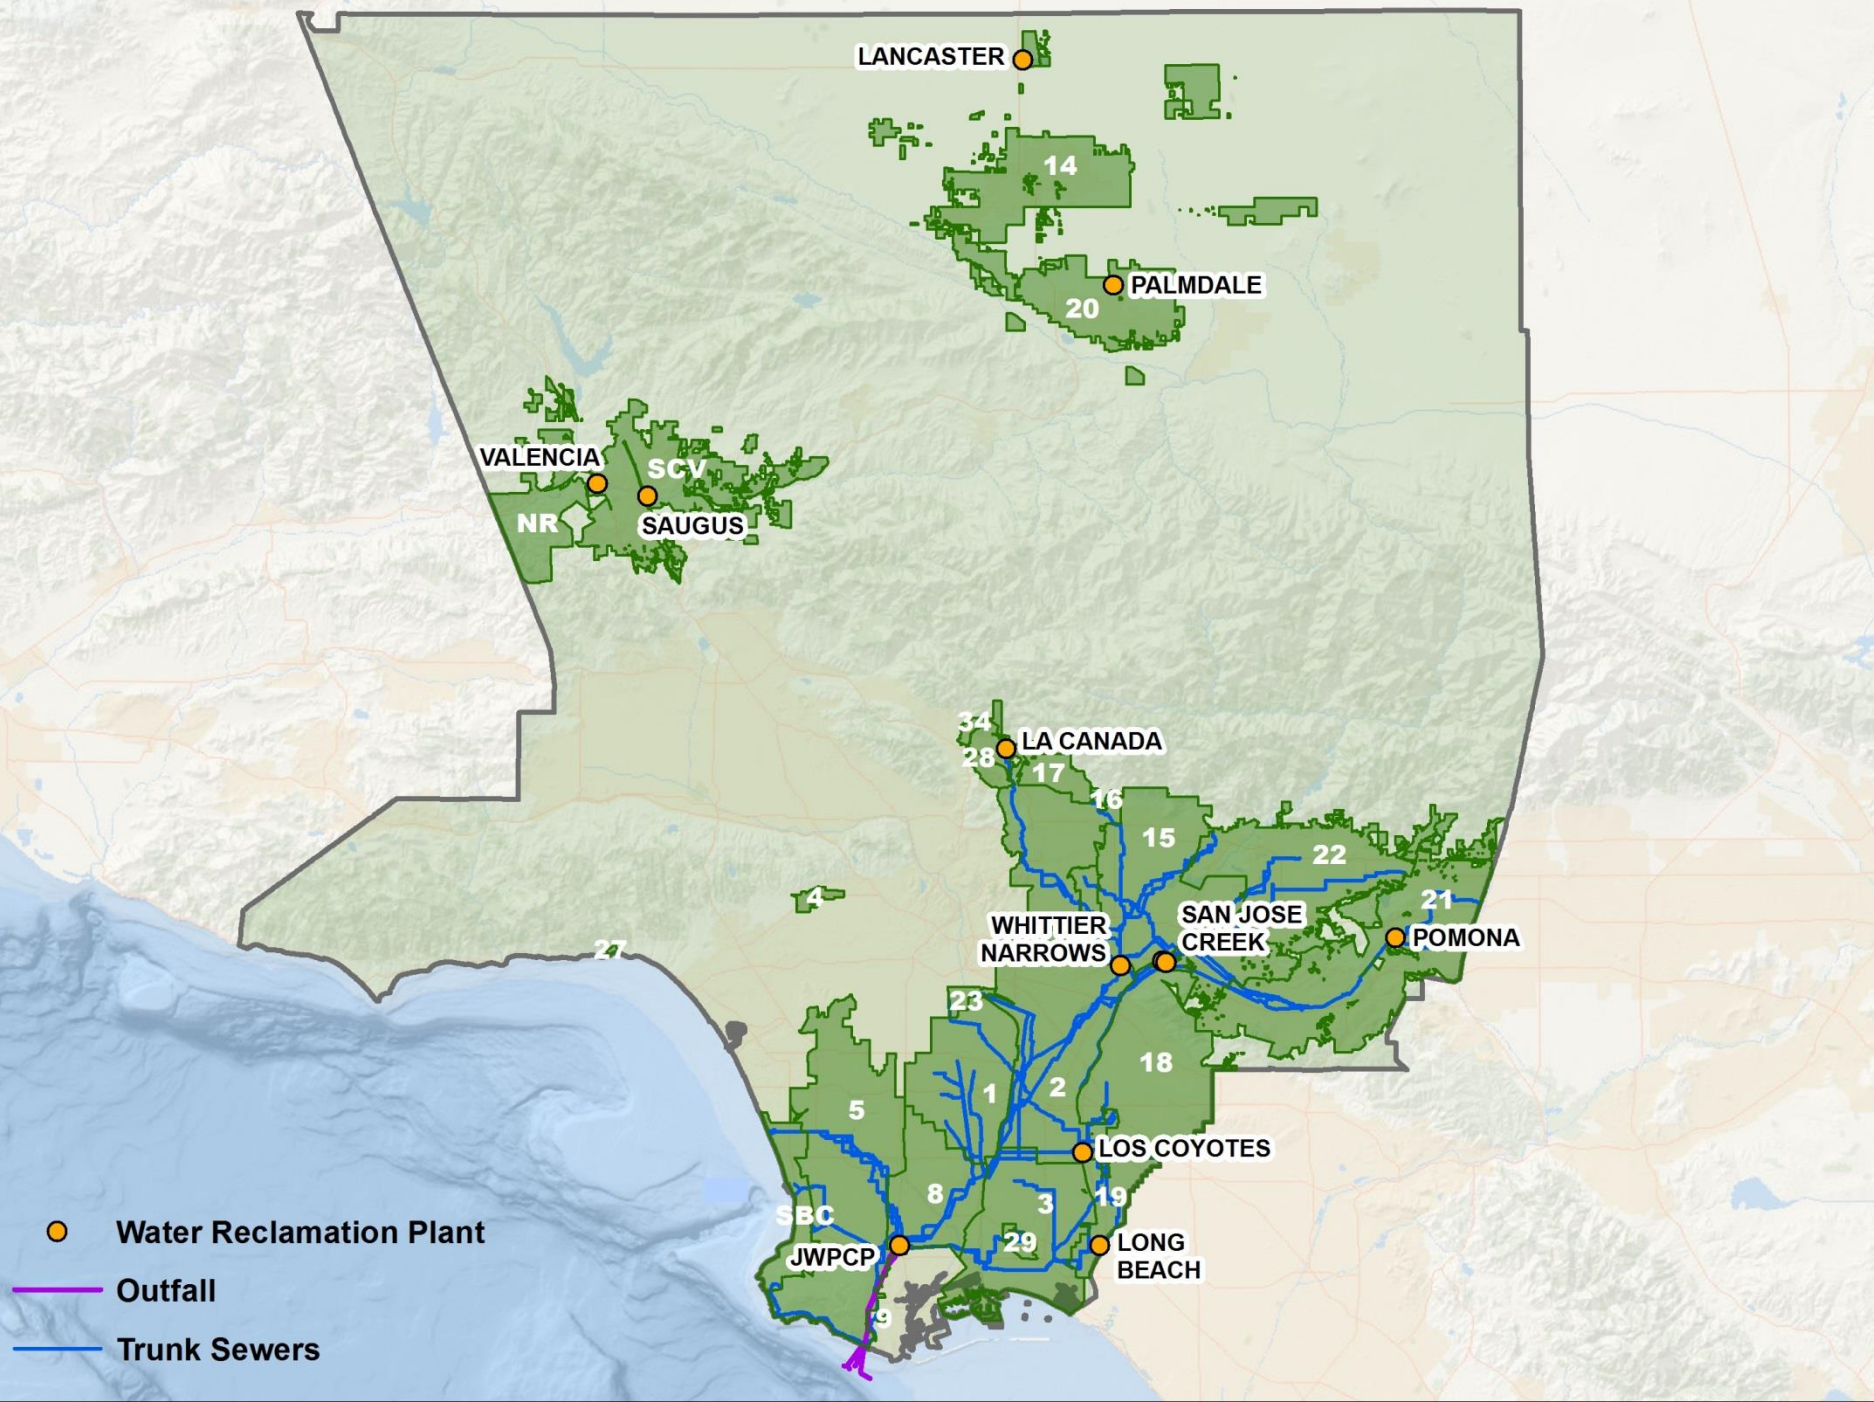 LANCASTER
14
PALMDALE
20
VALENCIA
SCV
NR
SAUGUS
34
LA CANADA
28
17
16
15
22
4
21
WHITTIER
NARROWS
SAN JOSE
CREEK
POMONA
27
23
18
1
2
5
LOS COYOTES
8
3
19
SBC
29
JWPCP
LONG
BEACH
9
Water Reclamation Plant
Outfall
Trunk Sewers